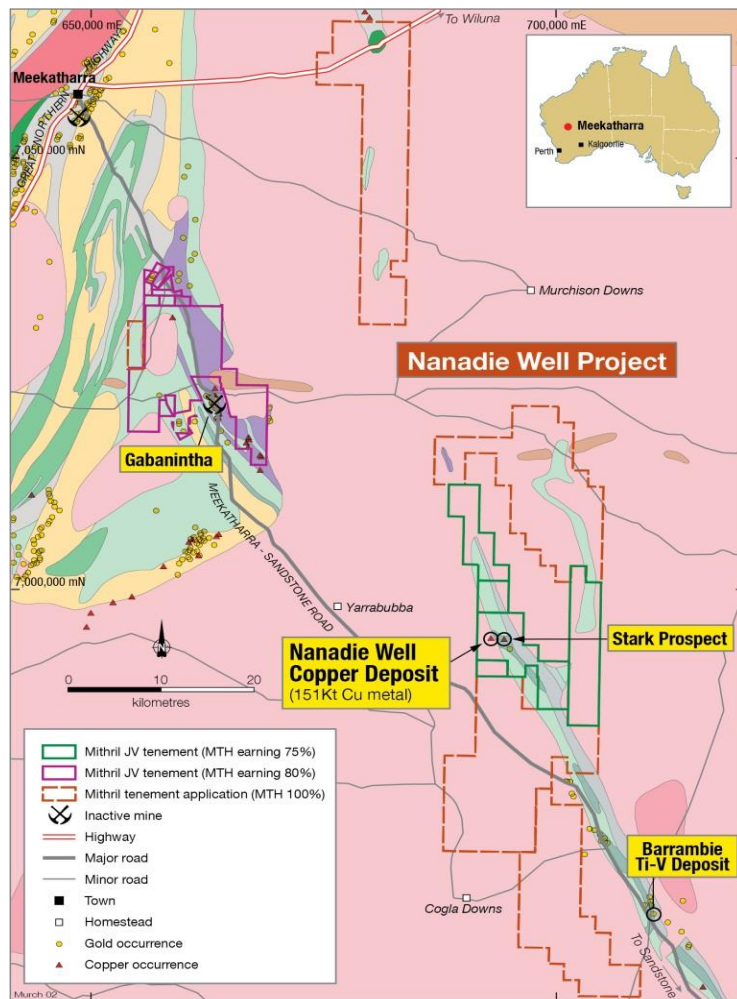 650,000 mE
700,000 mE
To Wiluna
HIGHWAY
Meekatharra
GREAT NORTHERN
7,050,000 mN
Meekatharra
Perth
Kalgoorlie
Murchison Downs
Nanadie Well Project
Gabanintha
MEEKATHARRA - SANDSTONE ROAD
7,000,000 mN
Yarrabubba
N
Nanadie Well
Copper Deposit
(151Kt Cu metal)
Stark Prospect
0 10 20
kilometres
Mithril JV tenement (MTH earning 75%)
Mithril JV tenement (MTH earning 80%)
Mithril tenement application (MTH 100%)
Inactive mine
Highway
Major road
Minor road
Town
Homestead
Gold occurrence
Copper occurrence
Barrambie
Ti-V Deposit
Cogla Downs
To Sandstone
Murch 02